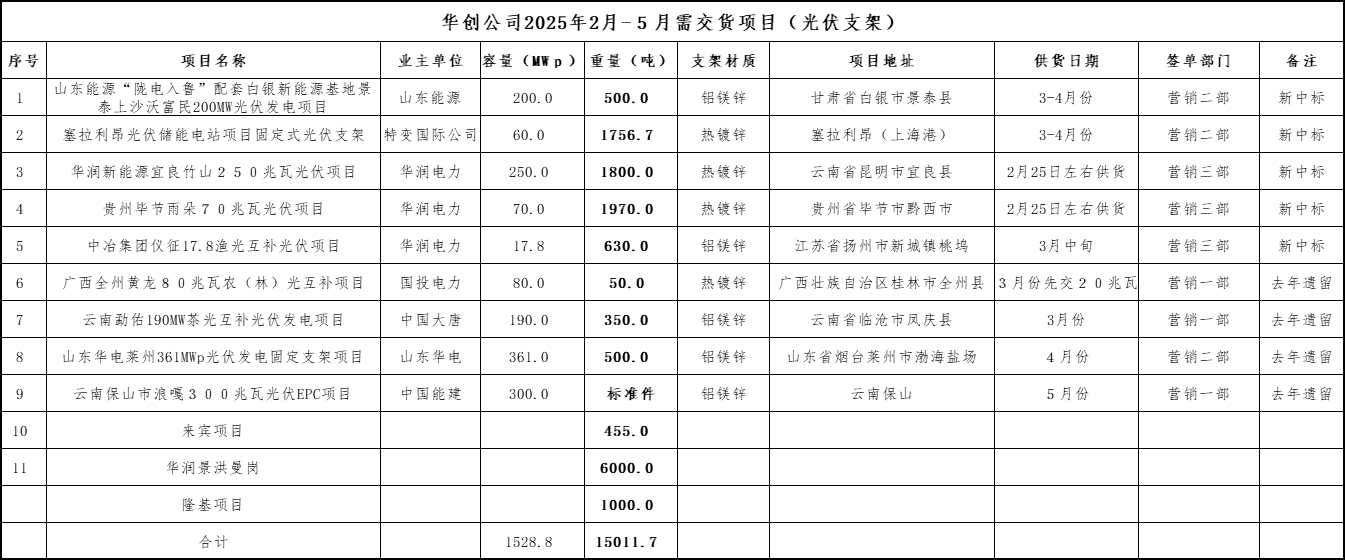 华创公司2025年2月-５月需交货项目（光伏支架）
序号 项目名称 业主单位 容量（MWp） 重量（吨） 支架材质 项目地址 供货日期 签单部门 备注
1 山东能源“陇电入鲁”配套白银新能源基地景泰上沙沃富民200MW光伏发电项目 山东能源 200.0 500.0 铝镁锌 甘肃省白银市景泰县 3-4月份 营销二部 新中标
2 塞拉利昂光伏储能电站项目固定式光伏支架 特变国际公司 60.0 1756.7 热镀锌 塞拉利昂（上海港） 3-4月份 营销二部 新中标
3 华润新能源宜良竹山２５０兆瓦光伏项目 华润电力 250.0 1800.0 热镀锌 云南省昆明市宜良县 2月25日左右供货 营销三部 新中标
4 贵州毕节雨朵７０兆瓦光伏项目 华润电力 70.0 1970.0 热镀锌 贵州省毕节市黔西市 2月25日左右供货 营销三部 新中标
5 中冶集团仪征17.8渔光互补光伏项目 华润电力 17.8 630.0 铝镁锌 江苏省扬州市新城镇桃坞 3月中旬 营销三部 新中标
6 广西全州黄龙８０兆瓦农（林）光互补项目 国投电力 80.0 50.0 热镀锌 广西壮族自治区桂林市全州县 ３月份先交２０兆瓦 营销一部 去年遗留
7 云南勐佑190MW茶光互补光伏发电项目 中国大唐 190.0 350.0 铝镁锌 云南省临沧市凤庆县 3月份 营销一部 去年遗留
8 山东华电莱州361MWp光伏发电固定支架项目 山东华电 361.0 500.0 铝镁锌 山东省烟台莱州市渤海盐场 ４月份 营销二部 去年遗留
9 云南保山市浪嘎３００兆瓦光伏EPC项目 中国能建 300.0 标准件 铝镁锌 云南保山 ５月份 营销一部 去年遗留
10 来宾项目 455.0
11 华润景洪曼岗 6000.0
隆基项目 1000.0
合计 1528.8 15011.7